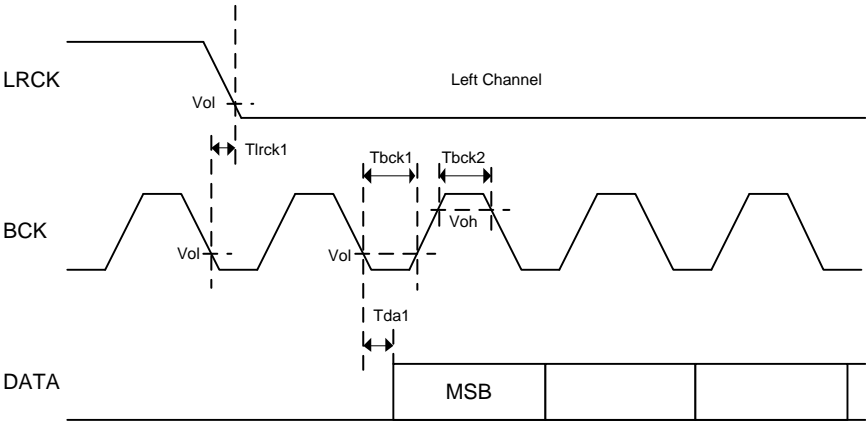 LRCK
Left Channel
Vol
Tlrck1
Tbck1
Tbck2
BCK
Voh
Vol
Vol
Tda1
DATA
MSB